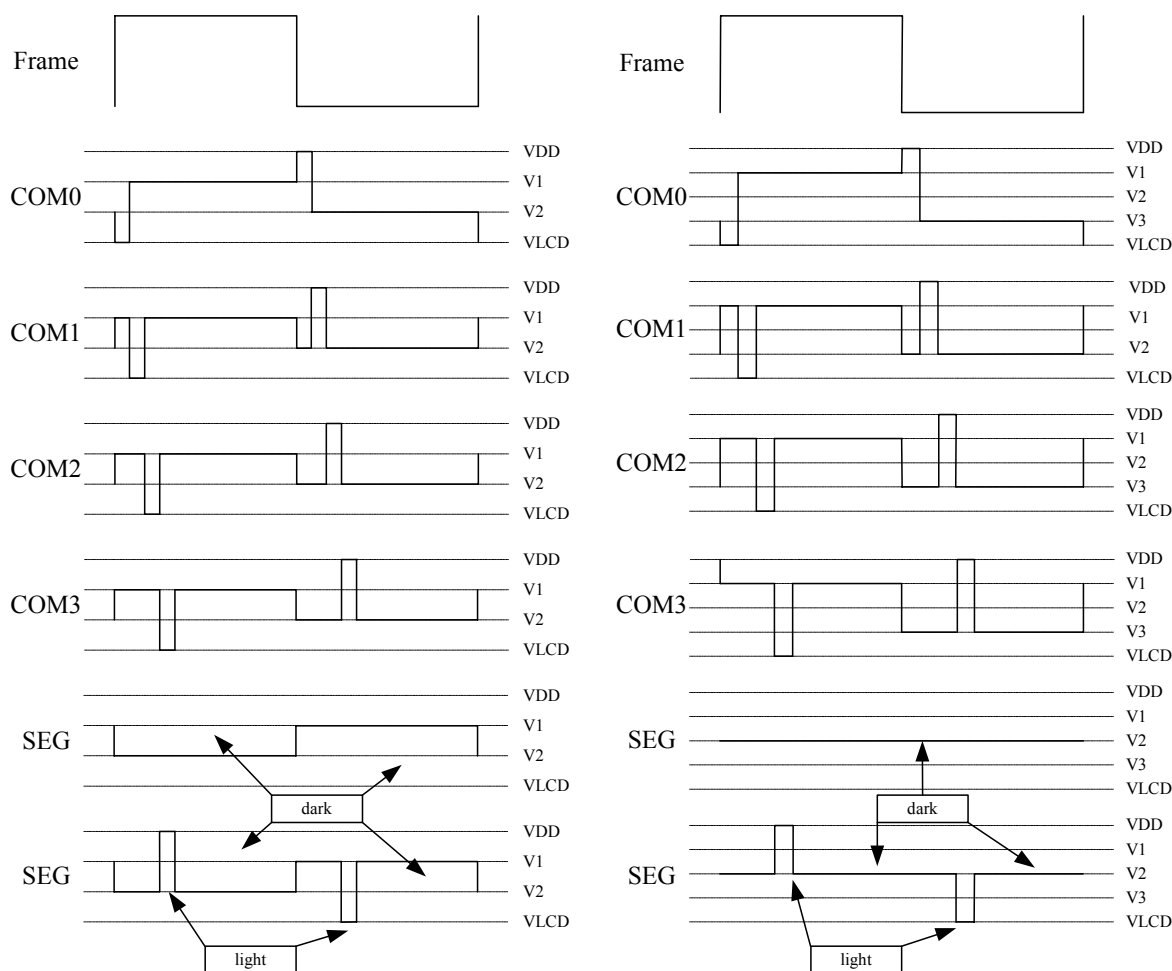 Frame
VDD
V1
COM0
V2
VLCD
VDD
V1
COM1
V2
VLCD
VDD
V1
COM2
V2
VLCD
VDD
V1
COM3
V2
VLCD
VDD
V1
SEG
V2
VLCD
dark
VDD
V1
SEG
V2
VLCD
light
Frame
VDD
V1
COM0
V2
V3
VLCD
VDD
V1
COM1
V2
VLCD
VDD
V1
COM2
V2
V3
VLCD
VDD
V1
COM3
V2
V3
VLCD
VDD
V1
SEG
V2
V3
VLCD
dark
VDD
V1
SEG
V2
V3
VLCD
light